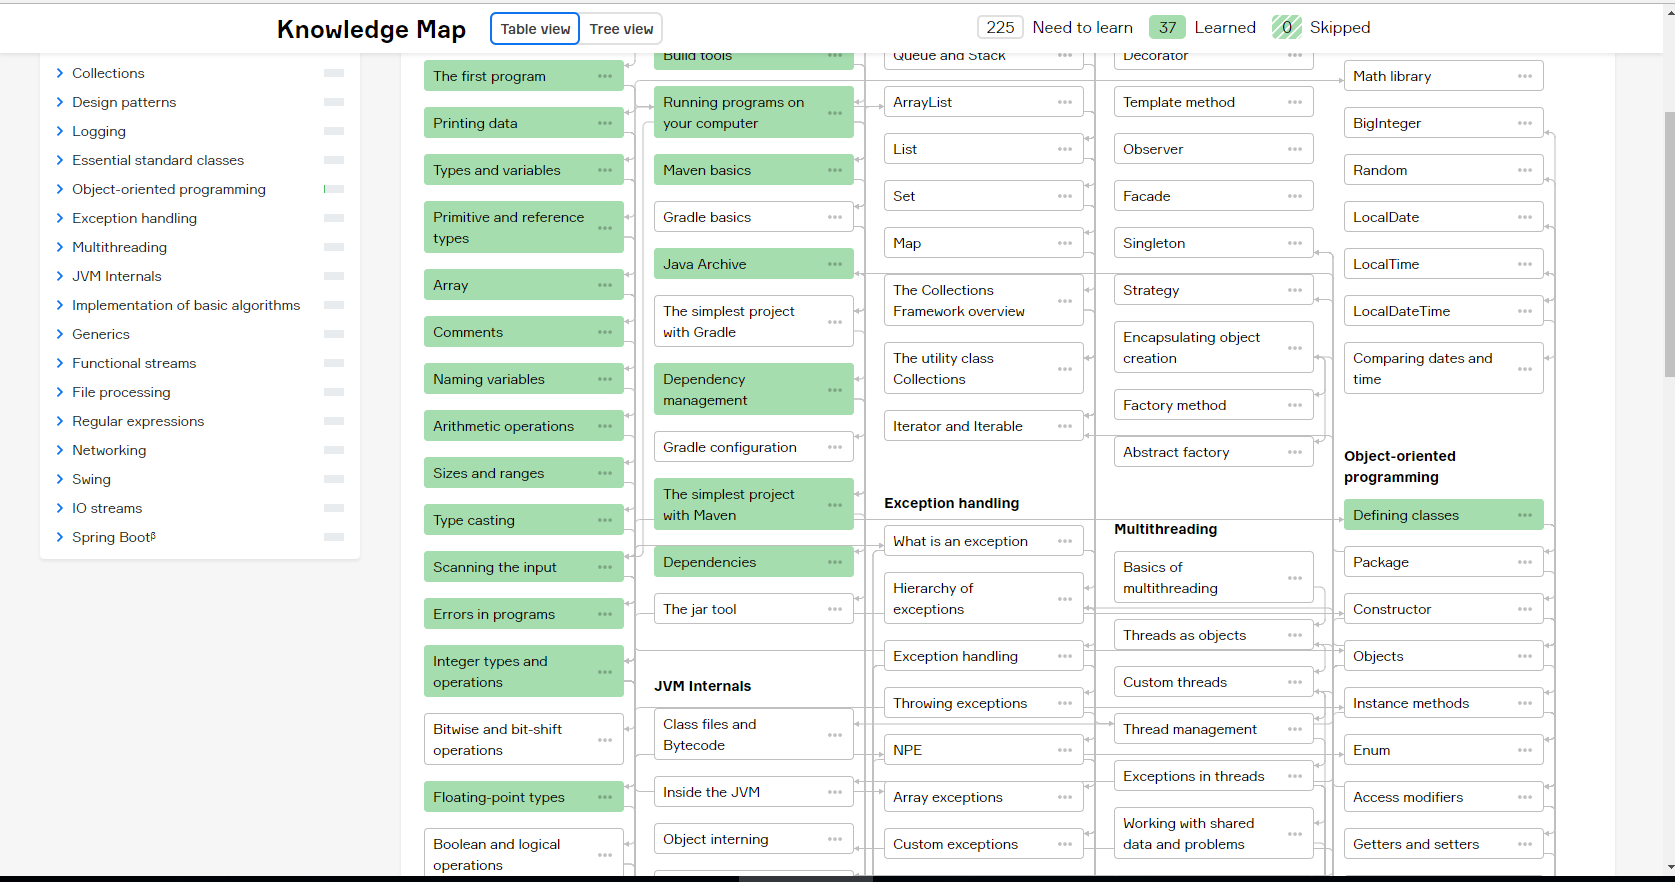 Knowledge Map
Table view
Tree view
225 Need to learn
37 Learned
0 Skipped
Collections
Design patterns
Logging
Essential standard classes
Object-oriented programming
Exception handling
Multithreading
JVM Internals
Implementation of basic algorithms
Generics
Functional streams
File processing
Regular expressions
Networking
Swing
IO streams
Spring Bootᵝ
The first program
Printing data
Types and variables
Primitive and reference
types
Array
Comments
Naming variables
Arithmetic operations
Sizes and ranges
Type casting
Scanning the input
Errors in programs
Integer types and
operations
Bitwise and bit-shift
operations
Floating-point types
Boolean and logical
operations
Build tools
Running programs on
your computer
Maven basics
Gradle basics
Java Archive
The simplest project
with Gradle
Dependency
management
Gradle configuration
The simplest project
with Maven
Dependencies
The jar tool
JVM Internals
Class files and
Bytecode
Inside the JVM
Object interning
Queue and Stack
ArrayList
List
Set
Map
The Collections
Framework overview
The utility class
Collections
Iterator and Iterable
Exception handling
What is an exception
Hierarchy of
exceptions
Exception handling
Throwing exceptions
NPE
Array exceptions
Custom exceptions
Decorator
Template method
Observer
Facade
Singleton
Strategy
Encapsulating object
creation
Factory method
Abstract factory
Multithreading
Basics of
multithreading
Threads as objects
Custom threads
Thread management
Exceptions in threads
Working with shared
data and problems
Math library
BigInteger
Random
LocalDate
LocalTime
LocalDateTime
Comparing dates and
time
Object-oriented
programming
Defining classes
Package
Constructor
Objects
Instance methods
Enum
Access modifiers
Getters and setters